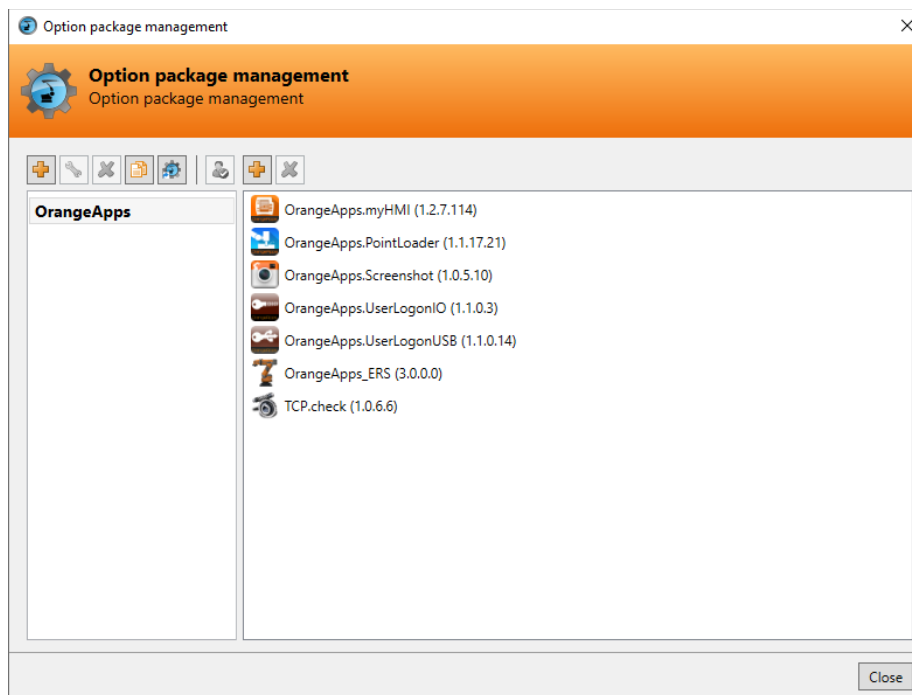 Option package management
Option package management
Option package management
OrangeApps
OrangeApps.myHMI (1.2.7.114)
OrangeApps.PointLoader (1.1.17.21)
OrangeApps.Screenshot (1.0.5.10)
OrangeApps.UserLogonIO (1.1.0.3)
OrangeApps.UserLogonUSB (1.1.0.14)
OrangeApps_ERS (3.0.0.0)
TCP.check (1.0.6.6)
Close